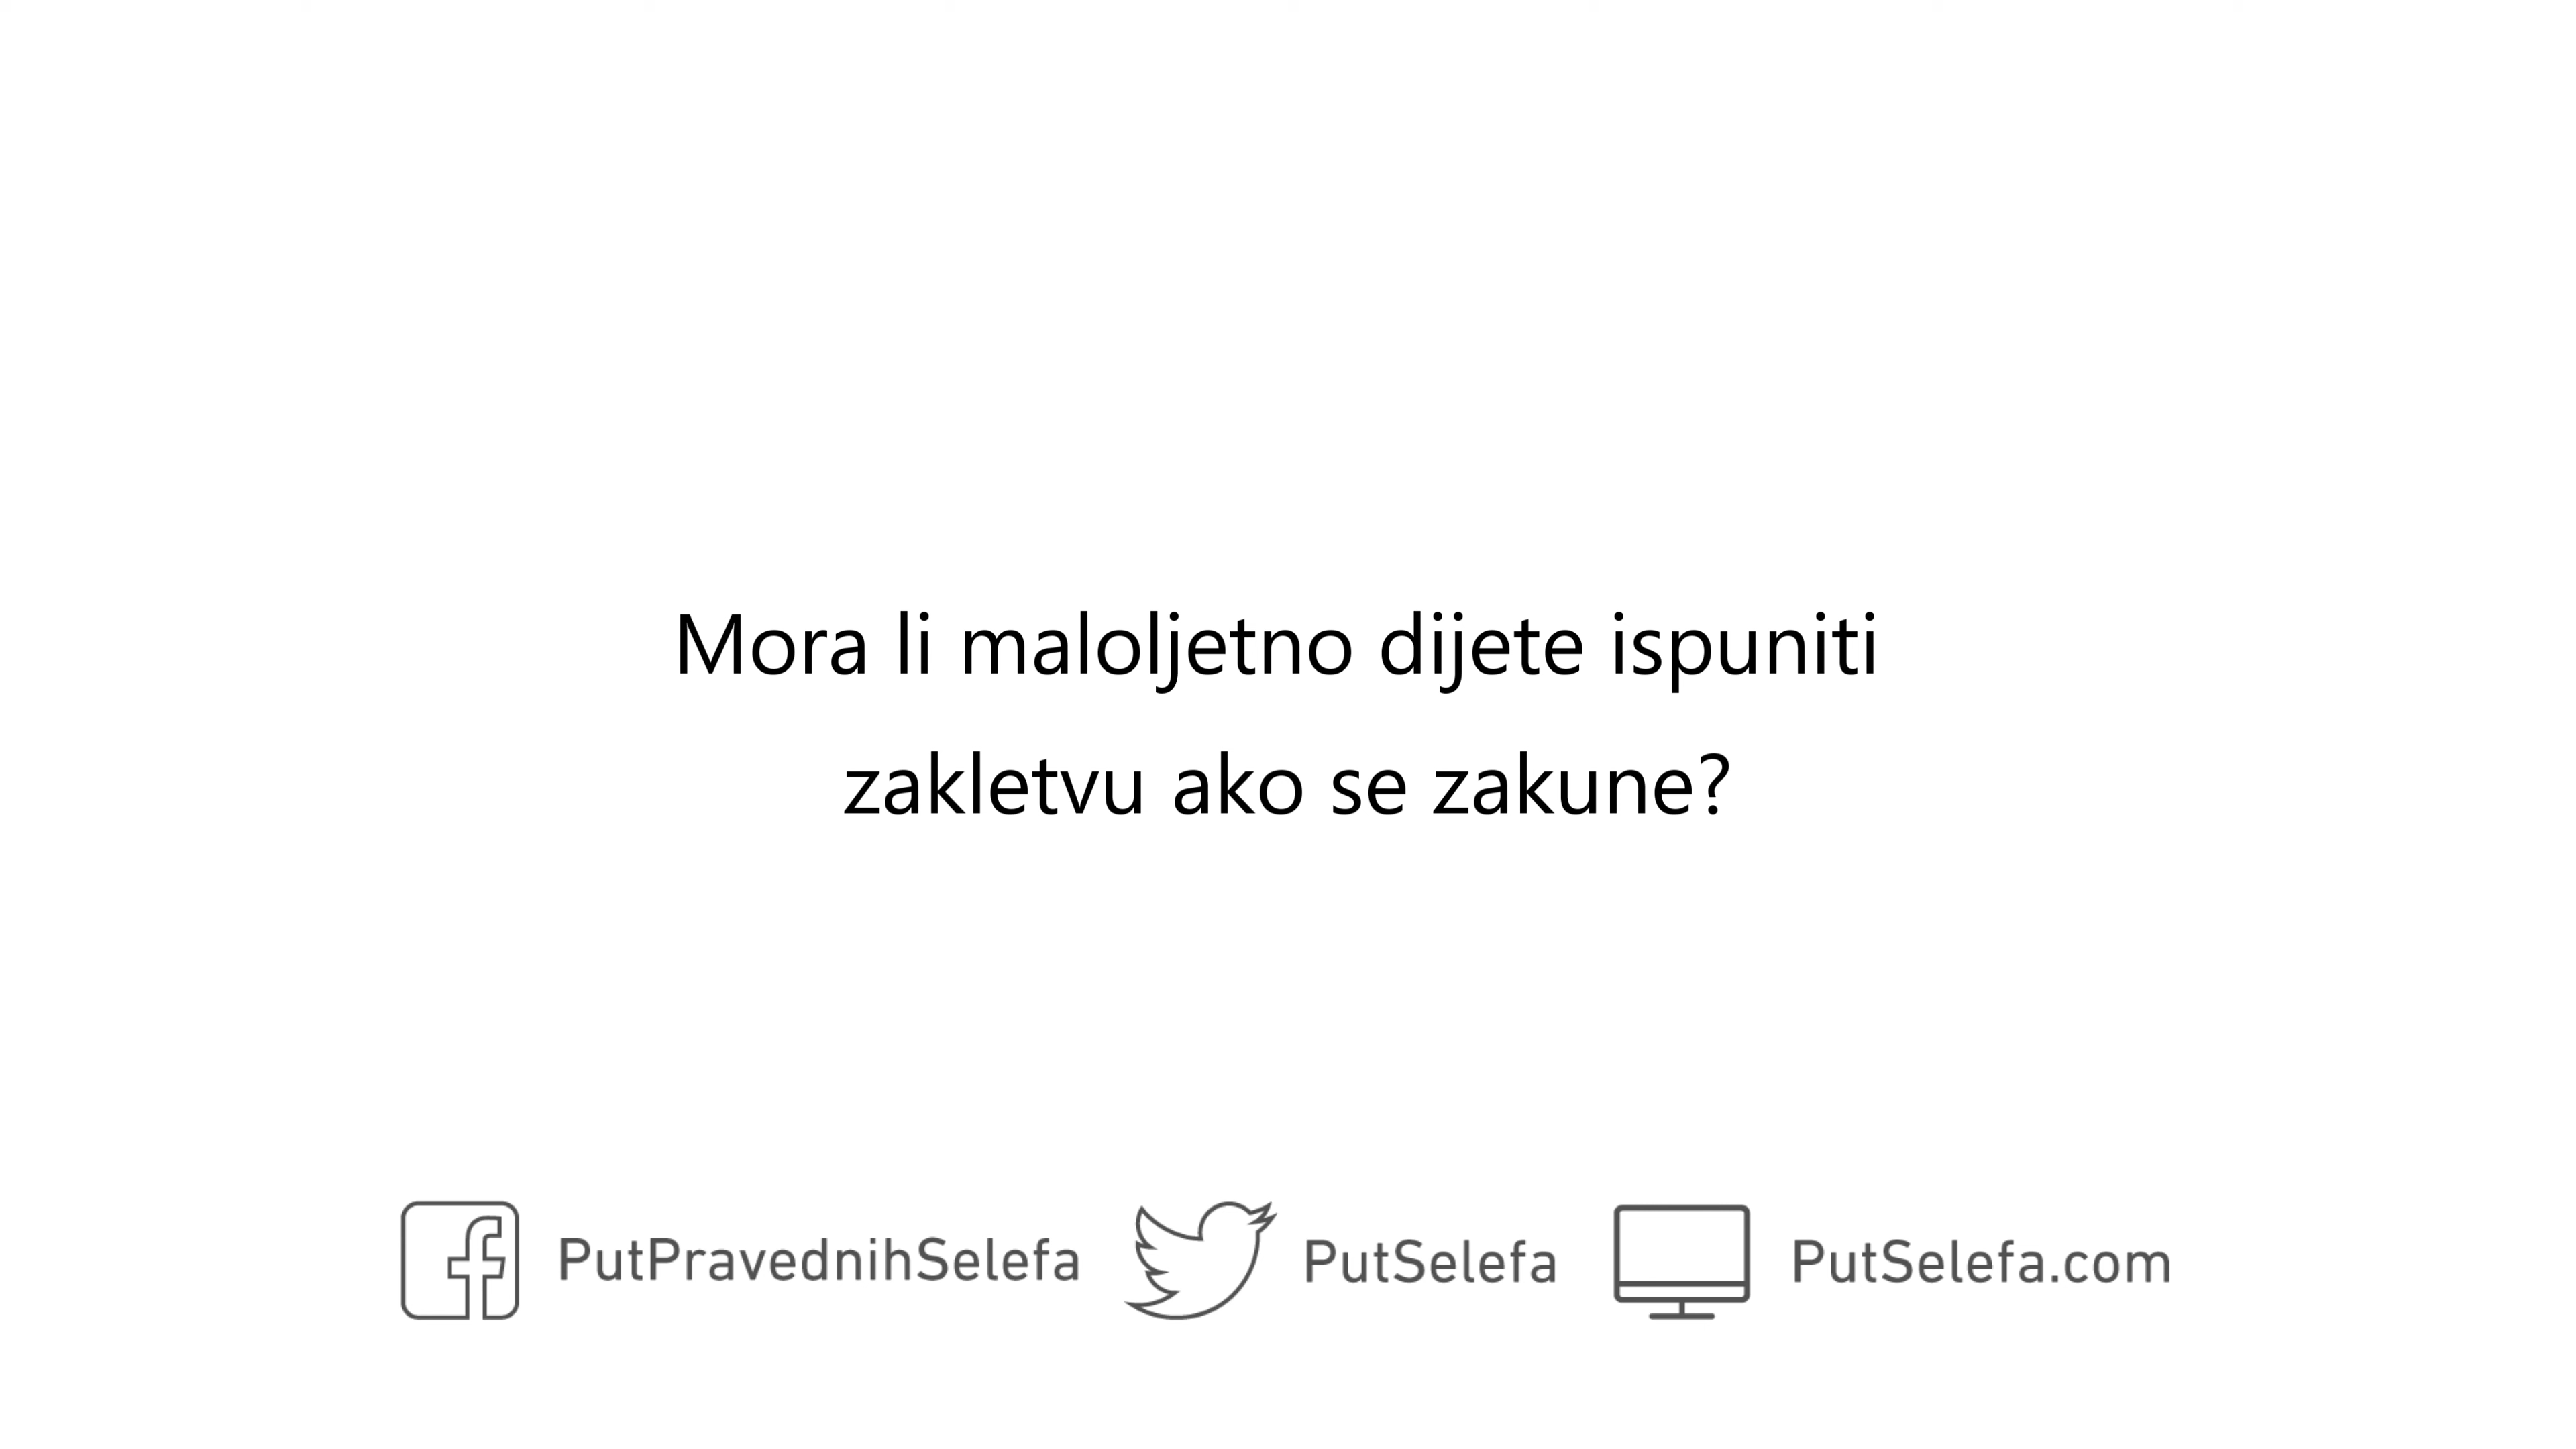 Mora li maloljetno dijete ispuniti
zakletvu ako se zakune?
PutPravednihSelefa PutSelefa PutSelefa.com